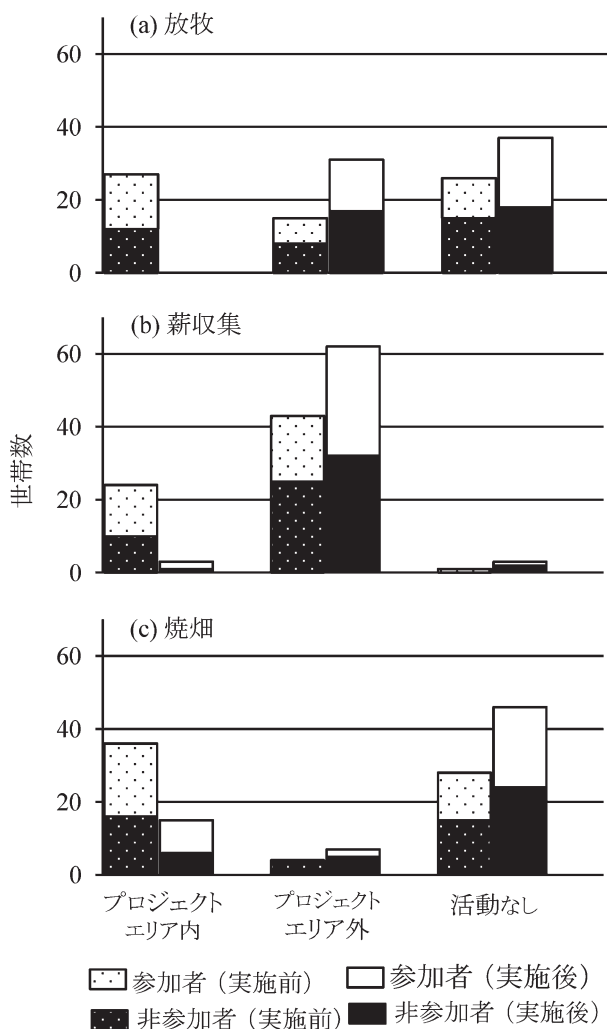 (a) 放牧
60
40
20
0
(b) 薪収集
60
40
20
0
世帯数
(c) 焼畑
60
40
20
0
プロジェクト
エリア内
プロジェクト
エリア外
活動なし
参加者 (実施前)
参加者 (実施後)
非参加者 (実施前)
非参加者 (実施後)